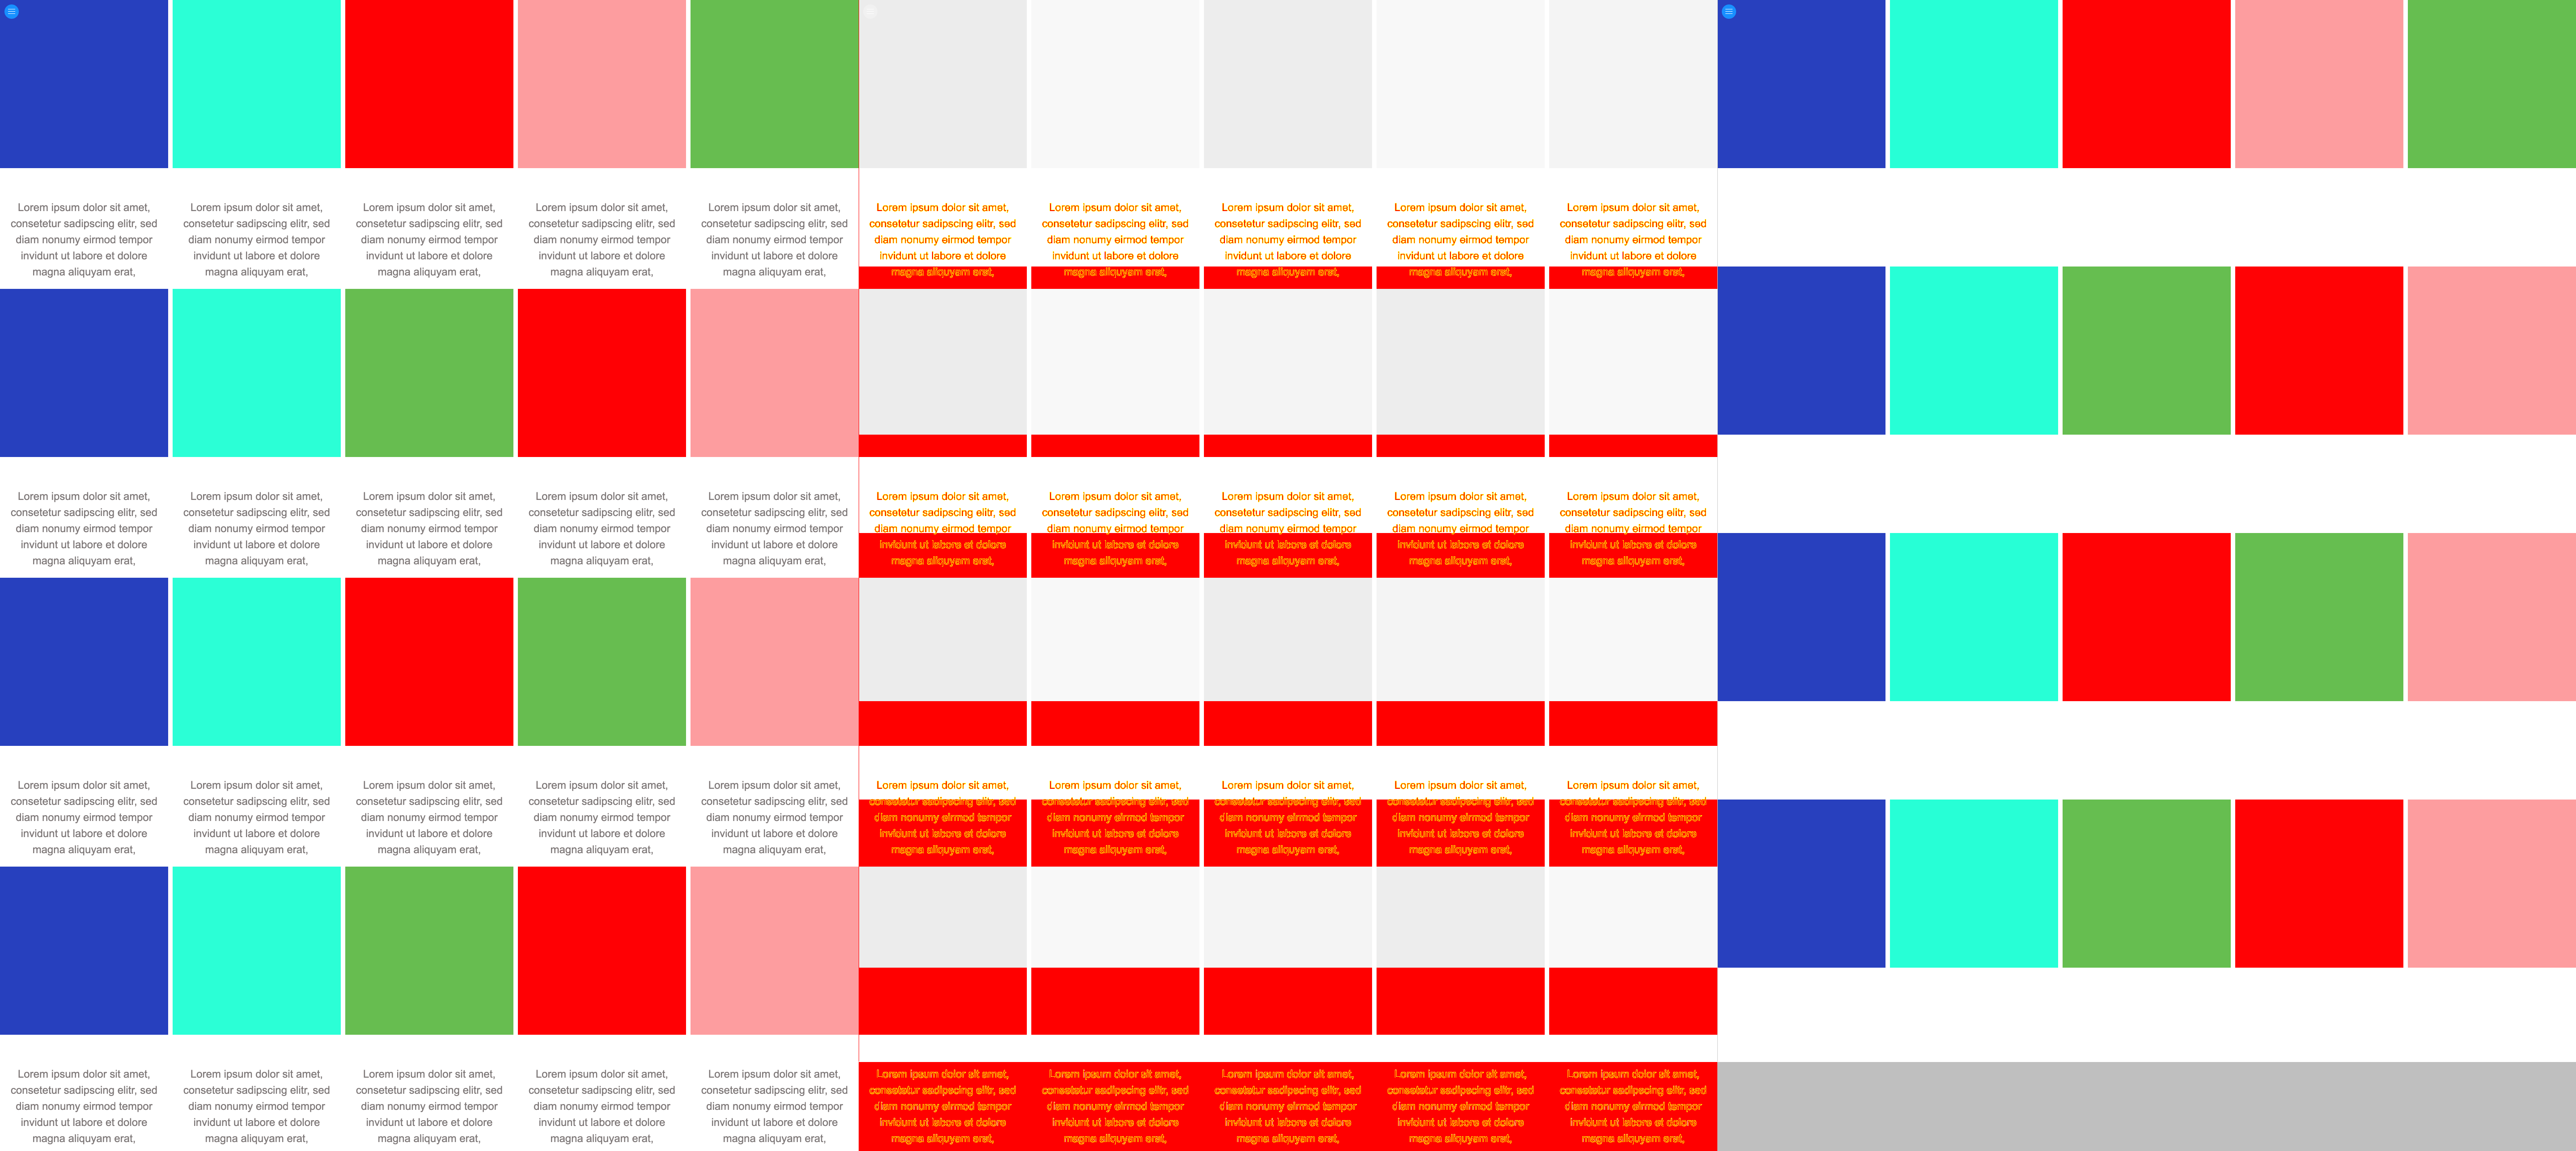 Lorem ipsum dolor sit amet,
consetetur sadipscing elitr, sed
diam nonumy eirmod tempor
invidunt ut labore et dolore
magna aliquyam erat,
Lorem ipsum dolor sit amet,
consetetur sadipscing elitr, sed
diam nonumy eirmod tempor
invidunt ut labore et dolore
magna aliquyam erat,
Lorem ipsum dolor sit amet,
consetetur sadipscing elitr, sed
diam nonumy eirmod tempor
invidunt ut labore et dolore
magna aliquyam erat,
Lorem ipsum dolor sit amet,
consetetur sadipscing elitr, sed
diam nonumy eirmod tempor
invidunt ut labore et dolore
magna aliquyam erat,
Lorem ipsum dolor sit amet,
consetetur sadipscing elitr, sed
diam nonumy eirmod tempor
invidunt ut labore et dolore
magna aliquyam erat,
Lorem ipsum dolor sit amet,
consetetur sadipscing elitr, sed
diam nonumy eirmod tempor
invidunt ut labore et dolore
magna aliquyam erat,
Lorem ipsum dolor sit amet,
consetetur sadipscing elitr, sed
diam nonumy eirmod tempor
invidunt ut labore et dolore
magna aliquyam erat,
Lorem ipsum dolor sit amet,
consetetur sadipscing elitr, sed
diam nonumy eirmod tempor
invidunt ut labore et dolore
magna aliquyam erat,
Lorem ipsum dolor sit amet,
consetetur sadipscing elitr, sed
diam nonumy eirmod tempor
invidunt ut labore et dolore
magna aliquyam erat,
Lorem ipsum dolor sit amet,
consetetur sadipscing elitr, sed
diam nonumy eirmod tempor
invidunt ut labore et dolore
magna aliquyam erat,
Lorem ipsum dolor sit amet,
consetetur sadipscing elitr, sed
diam nonumy eirmod tempor
invidunt ut labore et dolore
magna aliquyam erat,
Lorem ipsum dolor sit amet,
consetetur sadipscing elitr, sed
diam nonumy eirmod tempor
invidunt ut labore et dolore
magna aliquyam erat,
Lorem ipsum dolor sit amet,
consetetur sadipscing elitr, sed
diam nonumy eirmod tempor
invidunt ut labore et dolore
magna aliquyam erat,
Lorem ipsum dolor sit amet,
consetetur sadipscing elitr, sed
diam nonumy eirmod tempor
invidunt ut labore et dolore
magna aliquyam erat,
Lorem ipsum dolor sit amet,
consetetur sadipscing elitr, sed
diam nonumy eirmod tempor
invidunt ut labore et dolore
magna aliquyam erat,
Lorem ipsum dolor sit amet,
consetetur sadipscing elitr, sed
diam nonumy eirmod tempor
invidunt ut labore et dolore
magna aliquyam erat,
Lorem ipsum dolor sit amet,
consetetur sadipscing elitr, sed
diam nonumy eirmod tempor
invidunt ut labore et dolore
magna aliquyam erat,
Lorem ipsum dolor sit amet,
consetetur sadipscing elitr, sed
diam nonumy eirmod tempor
invidunt ut labore et dolore
magna aliquyam erat,
Lorem ipsum dolor sit amet,
consetetur sadipscing elitr, sed
diam nonumy eirmod tempor
invidunt ut labore et dolore
magna aliquyam erat,
Lorem ipsum dolor sit amet,
consetetur sadipscing elitr, sed
diam nonumy eirmod tempor
invidunt ut labore et dolore
magna aliquyam erat,
Lorem ipsum dolor sit amet,
consetetur sadipscing elitr, sed
diam nonumy eirmod tempor
invidunt ut labore et dolore
magna aliquyam erat,
Lorem ipsum dolor sit amet,
consetetur sadipscing elitr, sed
diam nonumy eirmod tempor
invidunt ut labore et dolore
magna aliquyam erat,
Lorem ipsum dolor sit amet,
consetetur sadipscing elitr, sed
diam nonumy eirmod tempor
invidunt ut labore et dolore
magna aliquyam erat,
Lorem ipsum dolor sit amet,
consetetur sadipscing elitr, sed
diam nonumy eirmod tempor
invidunt ut labore et dolore
magna aliquyam erat,
Lorem ipsum dolor sit amet,
consetetur sadipscing elitr, sed
diam nonumy eirmod tempor
invidunt ut labore et dolore
magna aliquyam erat,
Lorem ipsum dolor sit amet,
consetetur sadipscing elitr, sed
diam nonumy eirmod tempor
invidunt ut labore et dolore
magna aliquyam erat,
Lorem ipsum dolor sit amet,
consetetur sadipscing elitr, sed
diam nonumy eirmod tempor
invidunt ut labore et dolore
magna aliquyam erat,
Lorem ipsum dolor sit amet,
consetetur sadipscing elitr, sed
diam nonumy eirmod tempor
invidunt ut labore et dolore
magna aliquyam erat,
Lorem ipsum dolor sit amet,
consetetur sadipscing elitr, sed
diam nonumy eirmod tempor
invidunt ut labore et dolore
magna aliquyam erat,
Lorem ipsum dolor sit amet,
consetetur sadipscing elitr, sed
diam nonumy eirmod tempor
invidunt ut labore et dolore
magna aliquyam erat,
Lorem ipsum dolor sit amet,
consetetur sadipscing elitr, sed
diam nonumy eirmod tempor
invidunt ut labore et dolore
magna aliquyam erat,
Lorem ipsum dolor sit amet,
consetetur sadipscing elitr, sed
diam nonumy eirmod tempor
invidunt ut labore et dolore
magna aliquyam erat,
Lorem ipsum dolor sit amet,
consetetur sadipscing elitr, sed
diam nonumy eirmod tempor
invidunt ut labore et dolore
magna aliquyam erat,
Lorem ipsum dolor sit amet,
consetetur sadipscing elitr, sed
diam nonumy eirmod tempor
invidunt ut labore et dolore
magna aliquyam erat,
Lorem ipsum dolor sit amet,
consetetur sadipscing elitr, sed
diam nonumy eirmod tempor
invidunt ut labore et dolore
magna aliquyam erat,
Lorem ipsum dolor sit amet,
consetetur sadipscing elitr, sed
diam nonumy eirmod tempor
invidunt ut labore et dolore
magna aliquyam erat,
Lorem ipsum dolor sit amet,
consetetur sadipscing elitr, sed
diam nonumy eirmod tempor
invidunt ut labore et dolore
magna aliquyam erat,
Lorem ipsum dolor sit amet,
consetetur sadipscing elitr, sed
diam nonumy eirmod tempor
invidunt ut labore et dolore
magna aliquyam erat,
Lorem ipsum dolor sit amet,
consetetur sadipscing elitr, sed
diam nonumy eirmod tempor
invidunt ut labore et dolore
magna aliquyam erat,
Lorem ipsum dolor sit amet,
consetetur sadipscing elitr, sed
diam nonumy eirmod tempor
invidunt ut labore et dolore
magna aliquyam erat,